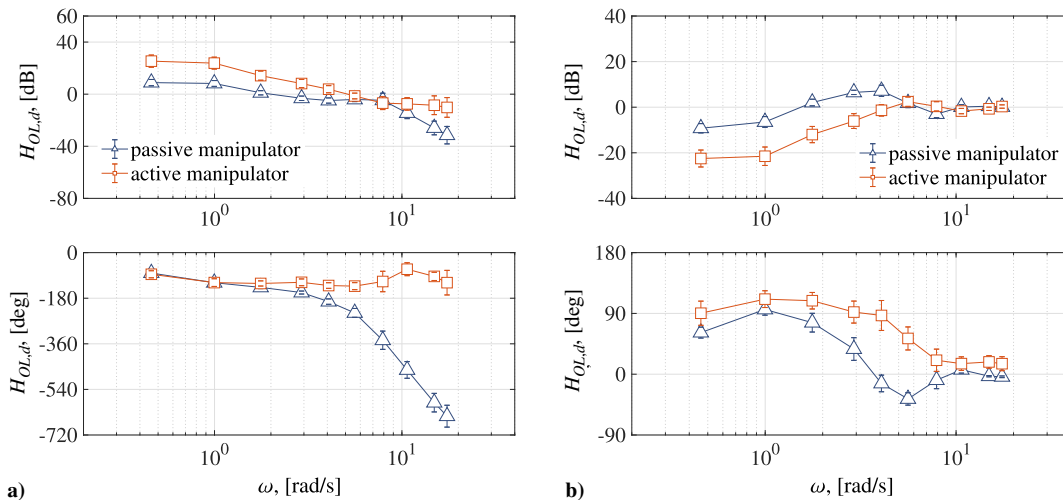 60
20
0
-40
-80
H_{OL,d}, [dB]
passive manipulator
active manipulator
10^0
10^1
0
-180
-360
-540
-720
H_{OL,d}, [deg]
10^0
10^1
ω, [rad/s]
a)
40
20
0
-20
-40
H_{OL,d}, [dB]
passive manipulator
active manipulator
10^0
10^1
180
90
0
-90
H_{OL,d}, [deg]
10^0
10^1
ω, [rad/s]
b)